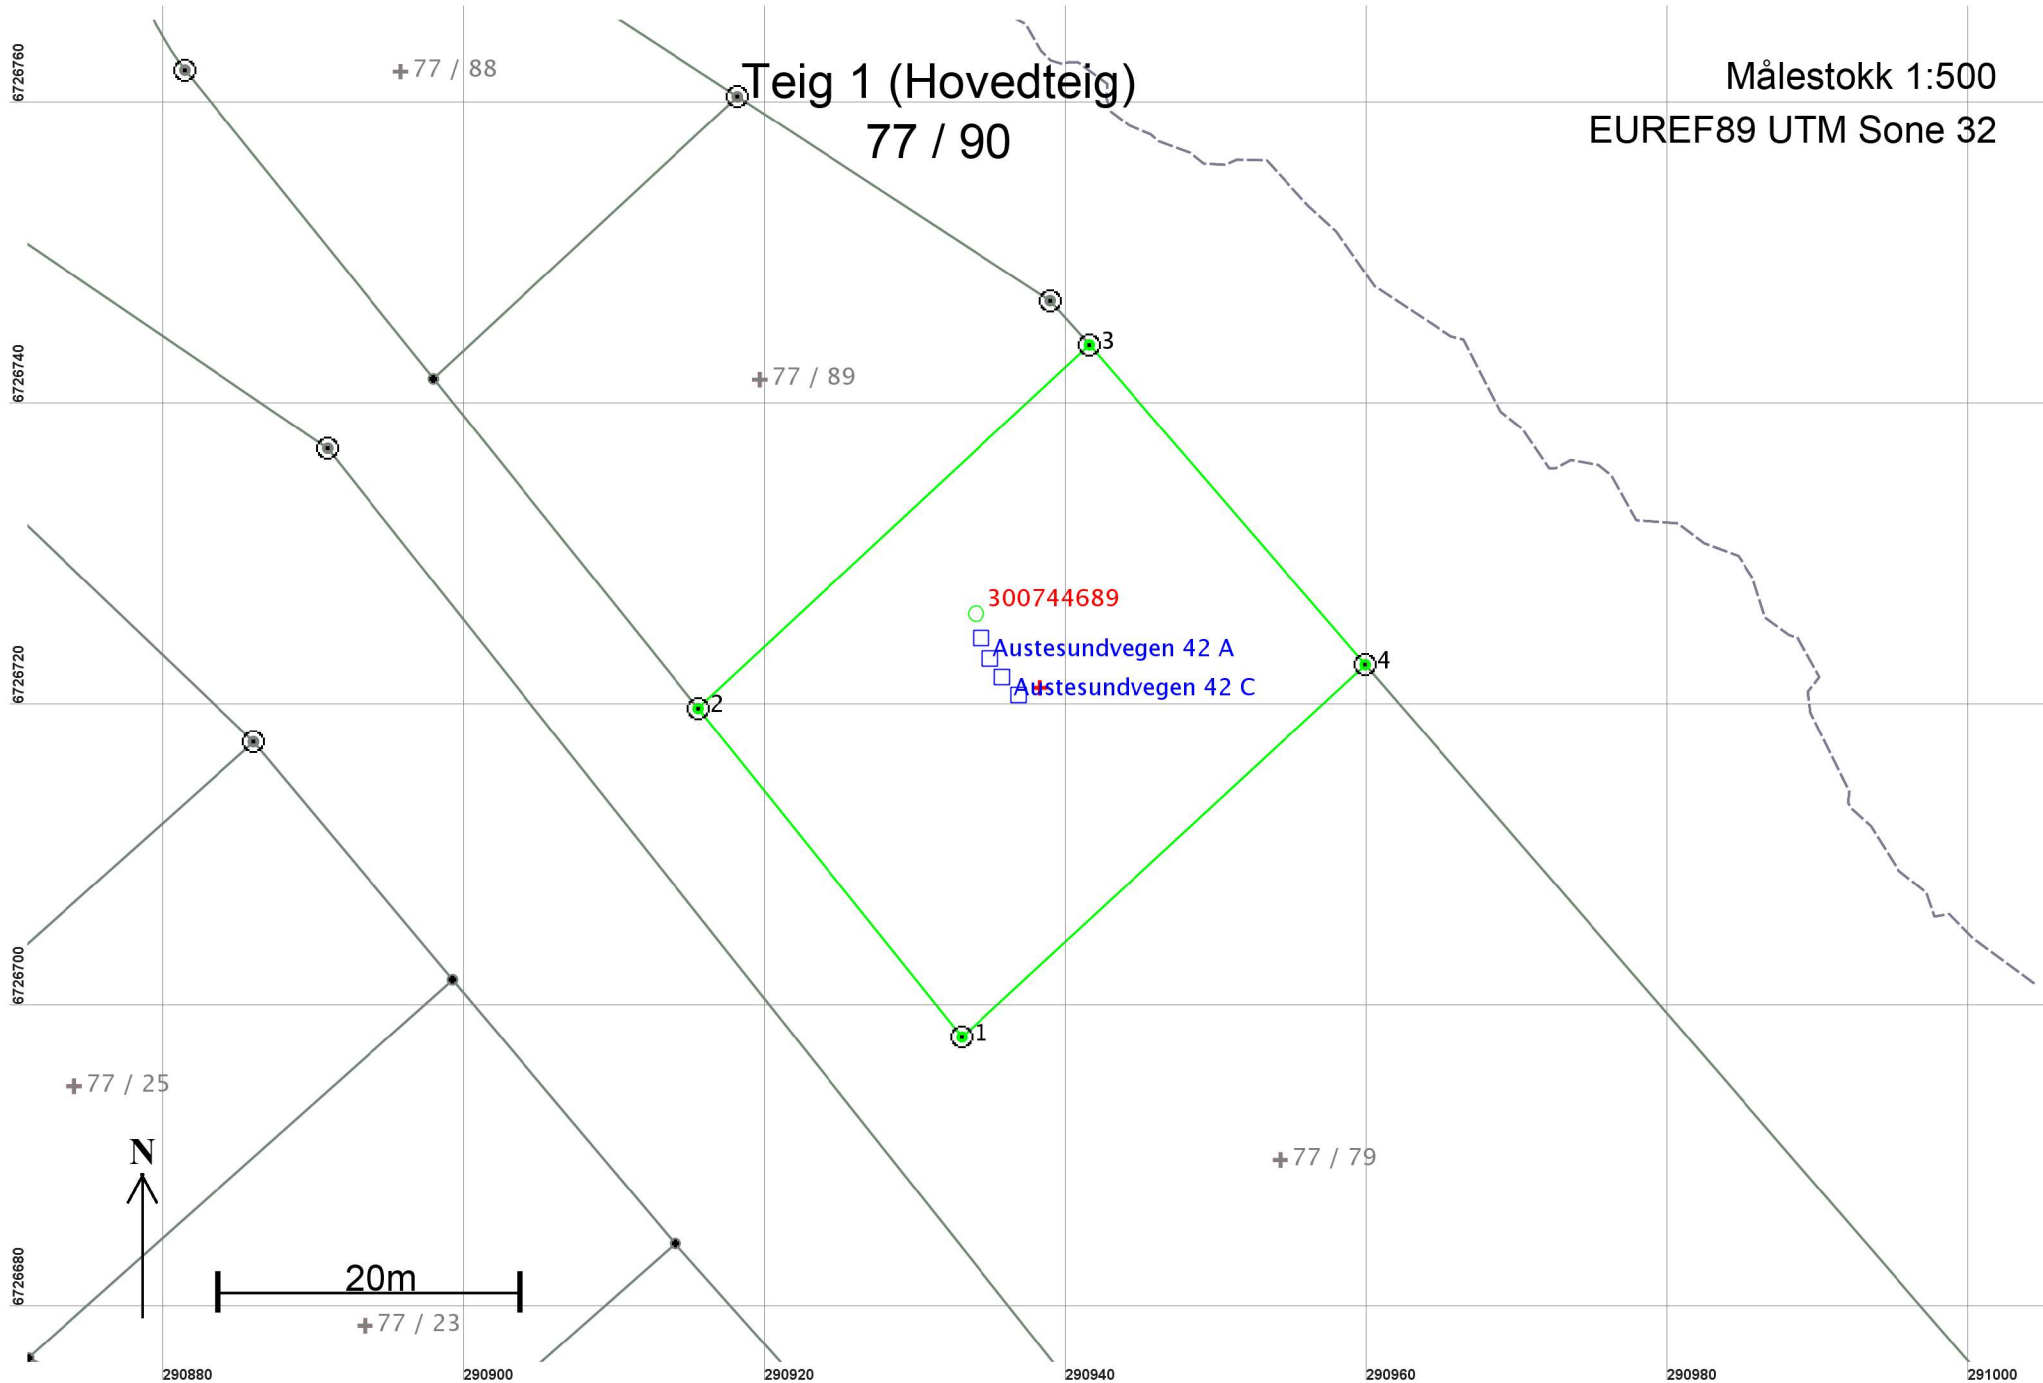 77 / 88
Teig 1 (Hovedteig)
77 / 90
Målestokk 1:500
EUREF89 UTM Sone 32
6726760
3
77 / 89
6726740
300744689
Austesundvegen 42 A
4
Austesundvegen 42 C
2
6726720
1
6726700
77 / 25
N
77 / 79
20m
77 / 23
6726680
290880
290900
290920
290940
290960
290980
291000